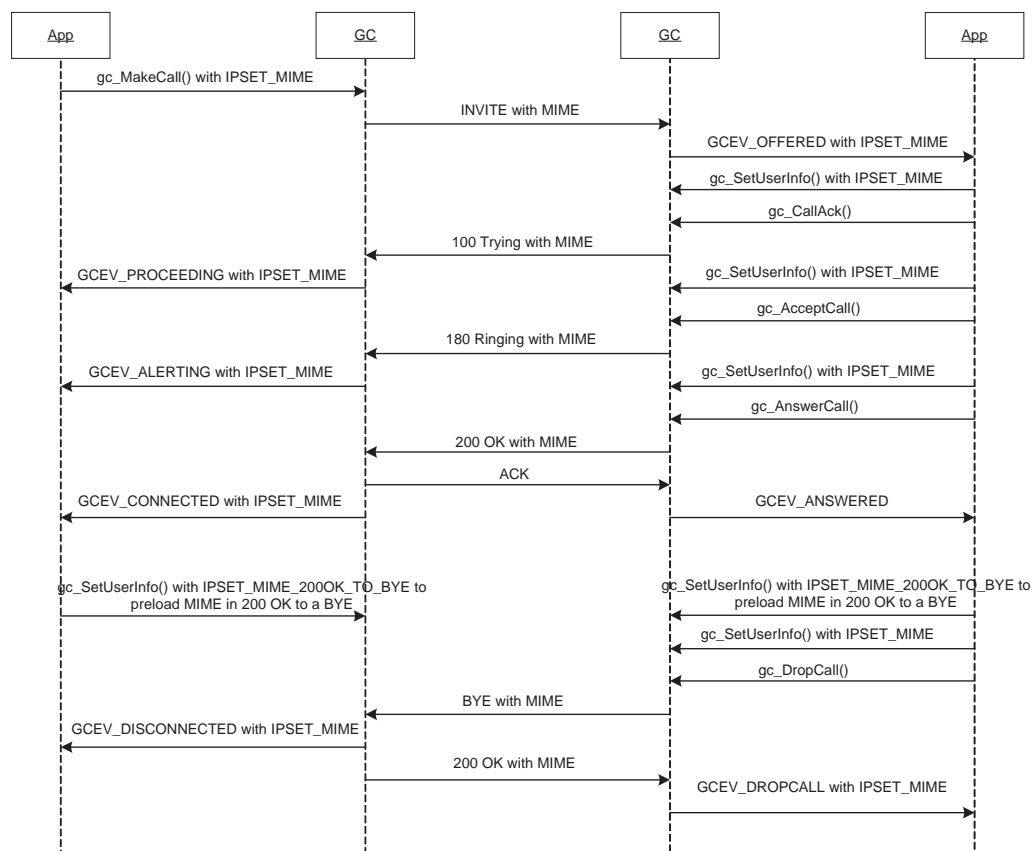 App
GC
GC
App
gc_MakeCall() with IPSET_MIME
INVITE with MIME
GCEV_OFFERED with IPSET_MIME
gc_SetUserInfo() with IPSET_MIME
gc_CallAck()
100 Trying with MIME
GCEV_PROCEEDING with IPSET_MIME
gc_SetUserInfo() with IPSET_MIME
gc_AcceptCall()
180 Ringing with MIME
GCEV_ALERTING with IPSET_MIME
gc_SetUserInfo() with IPSET_MIME
gc_AnswerCall()
200 OK with MIME
ACK
GCEV_CONNECTED with IPSET_MIME
GCEV_ANSWERED
gc_SetUserInfo() with IPSET_MIME_200OK_TO_BYE to
preload MIME in 200 OK to a BYE
gc_SetUserInfo() with IPSET_MIME_200OK_TO_BYE to
preload MIME in 200 OK to a BYE
gc_SetUserInfo() with IPSET_MIME
gc_DropCall()
BYE with MIME
GCEV_DISCONNECTED with IPSET_MIME
200 OK with MIME
GCEV_DROPCALL with IPSET_MIME